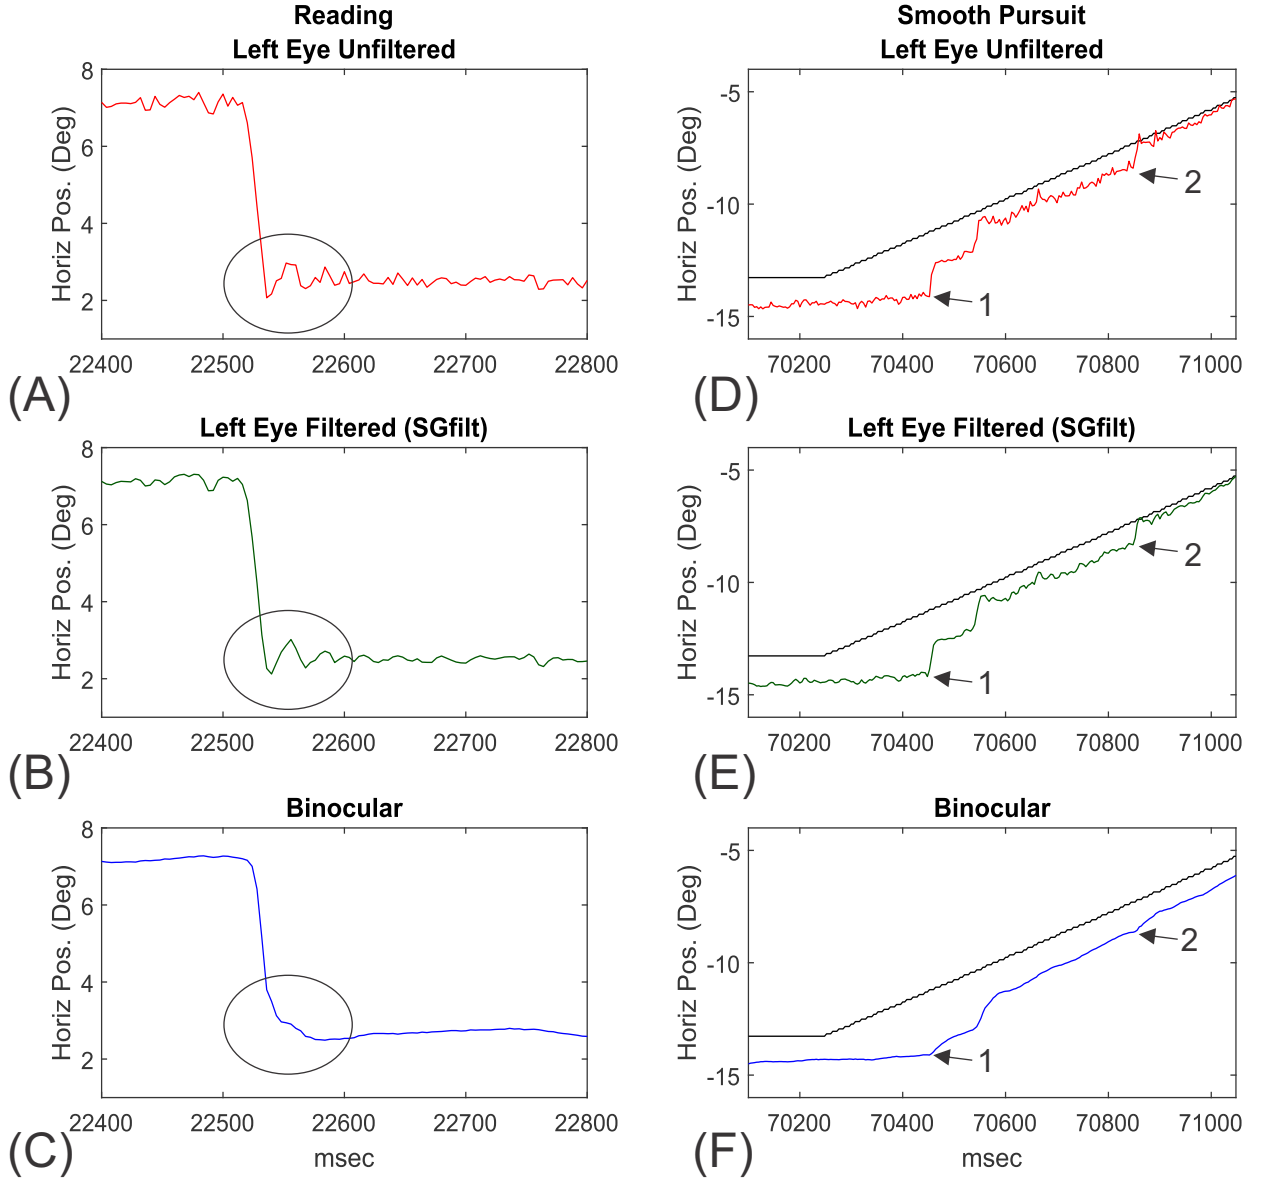 Reading
Left Eye Unfiltered
8
6
4
2
Horiz Pos. (Deg)
22400 22500 22600 22700 22800
(A)
Smooth Pursuit
Left Eye Unfiltered
-5
-10
-15
Horiz Pos. (Deg)
1
2
70200 70400 70600 70800 71000
(D)
Left Eye Filtered (SGfilt)
8
6
4
2
Horiz Pos. (Deg)
22400 22500 22600 22700 22800
(B)
Left Eye Filtered (SGfilt)
-5
-10
-15
Horiz Pos. (Deg)
1
2
70200 70400 70600 70800 71000
(E)
Binocular
8
6
4
2
Horiz Pos. (Deg)
22400 22500 22600 22700 22800
msec
(C)
Binocular
-5
-10
-15
Horiz Pos. (Deg)
1
2
70200 70400 70600 70800 71000
msec
(F)